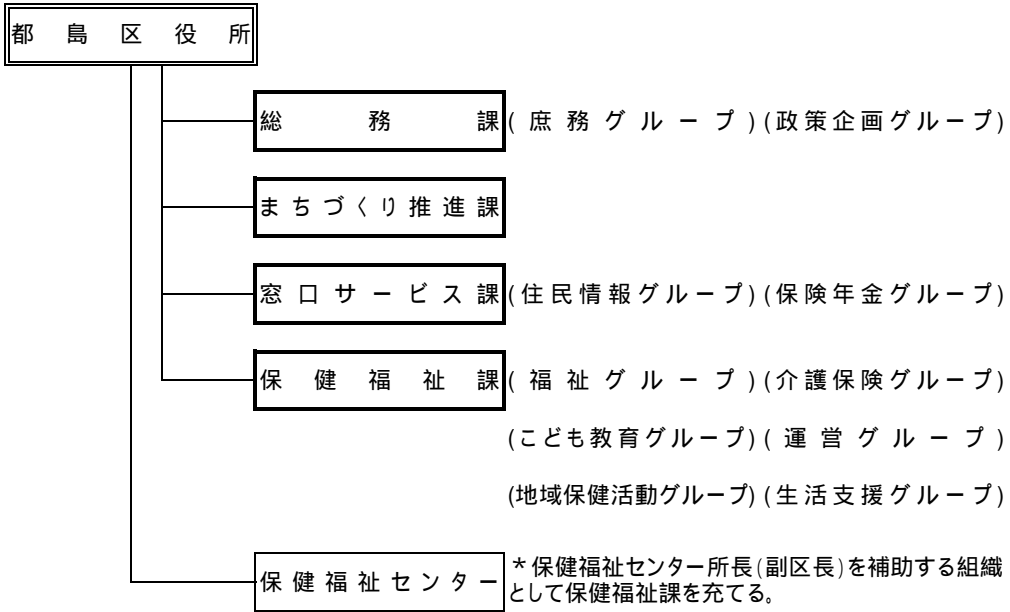 都島区役所
総務課(庶務グループ)(政策企画グループ)
まちづくり推進課
窓口サービス課(住民情報グループ)(保険年金グループ)
保健福祉課(福祉グループ)(介護保険グループ)
(こども教育グループ)(運営グループ)
(地域保健活動グループ)(生活支援グループ)
保健福祉センター
*保健福祉センター所長(副区長)を補助する組織
として保健福祉課を充てる。